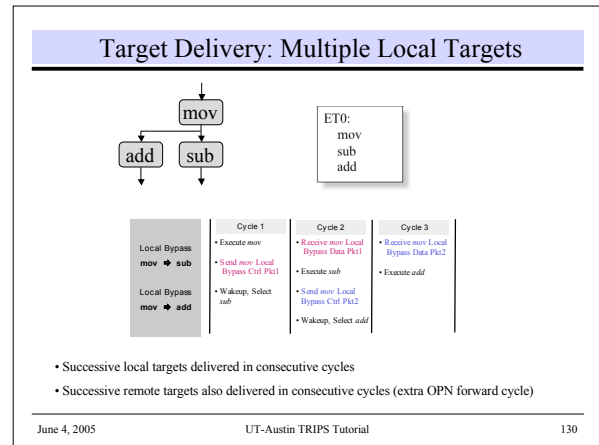 Target Delivery: Multiple Local Targets
mov
add
sub
ET0:
mov
sub
add
Local Bypass
mov ➡ sub
Local Bypass
mov ➡ add
Cycle 1
• Execute mov
• Send mov Local
Bypass Ctrl Pkt1
• Wakeup, Select
sub
Cycle 2
• Receive mov Local
Bypass Data Pkt1
• Execute sub
• Send mov Local
Bypass Ctrl Pkt2
• Wakeup, Select add
Cycle 3
• Receive mov Local
Bypass Data Pkt2
• Execute add
• Successive local targets delivered in consecutive cycles
• Successive remote targets also delivered in consecutive cycles (extra OPN forward cycle)
June 4, 2005
UT-Austin TRIPS Tutorial
130